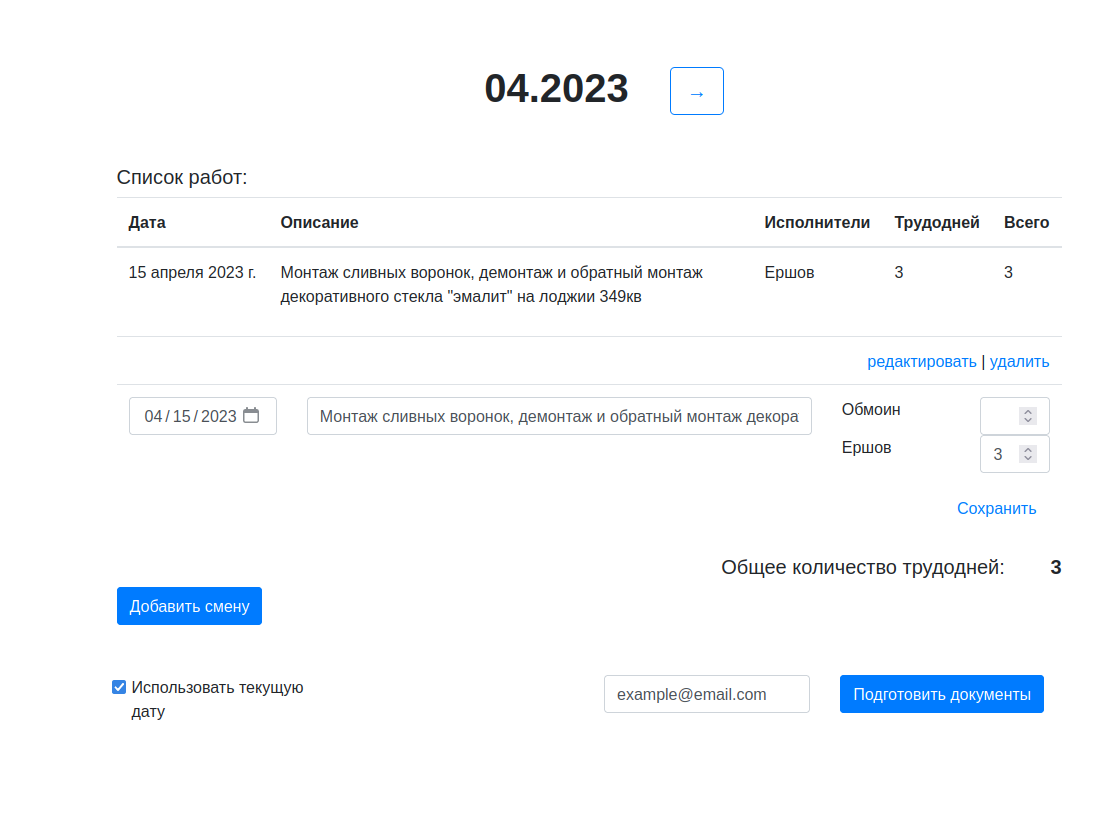 04.2023 →
Список работ:
Дата Описание Исполнители Трудодней Всего
15 апреля 2023 г. Монтаж сливных воронок, демонтаж и обратный монтаж Ершов 3 3
декоративного стекла "эмалит" на лоджии 349кв
редактировать | удалить
04/15/2023 Монтаж сливных воронок, демонтаж и обратный монтаж декора Обмоин
Ершов 3
Сохранить
Общее количество трудодней: 3
Добавить смену
Использовать текущую example@email.com Подготовить документы
дату